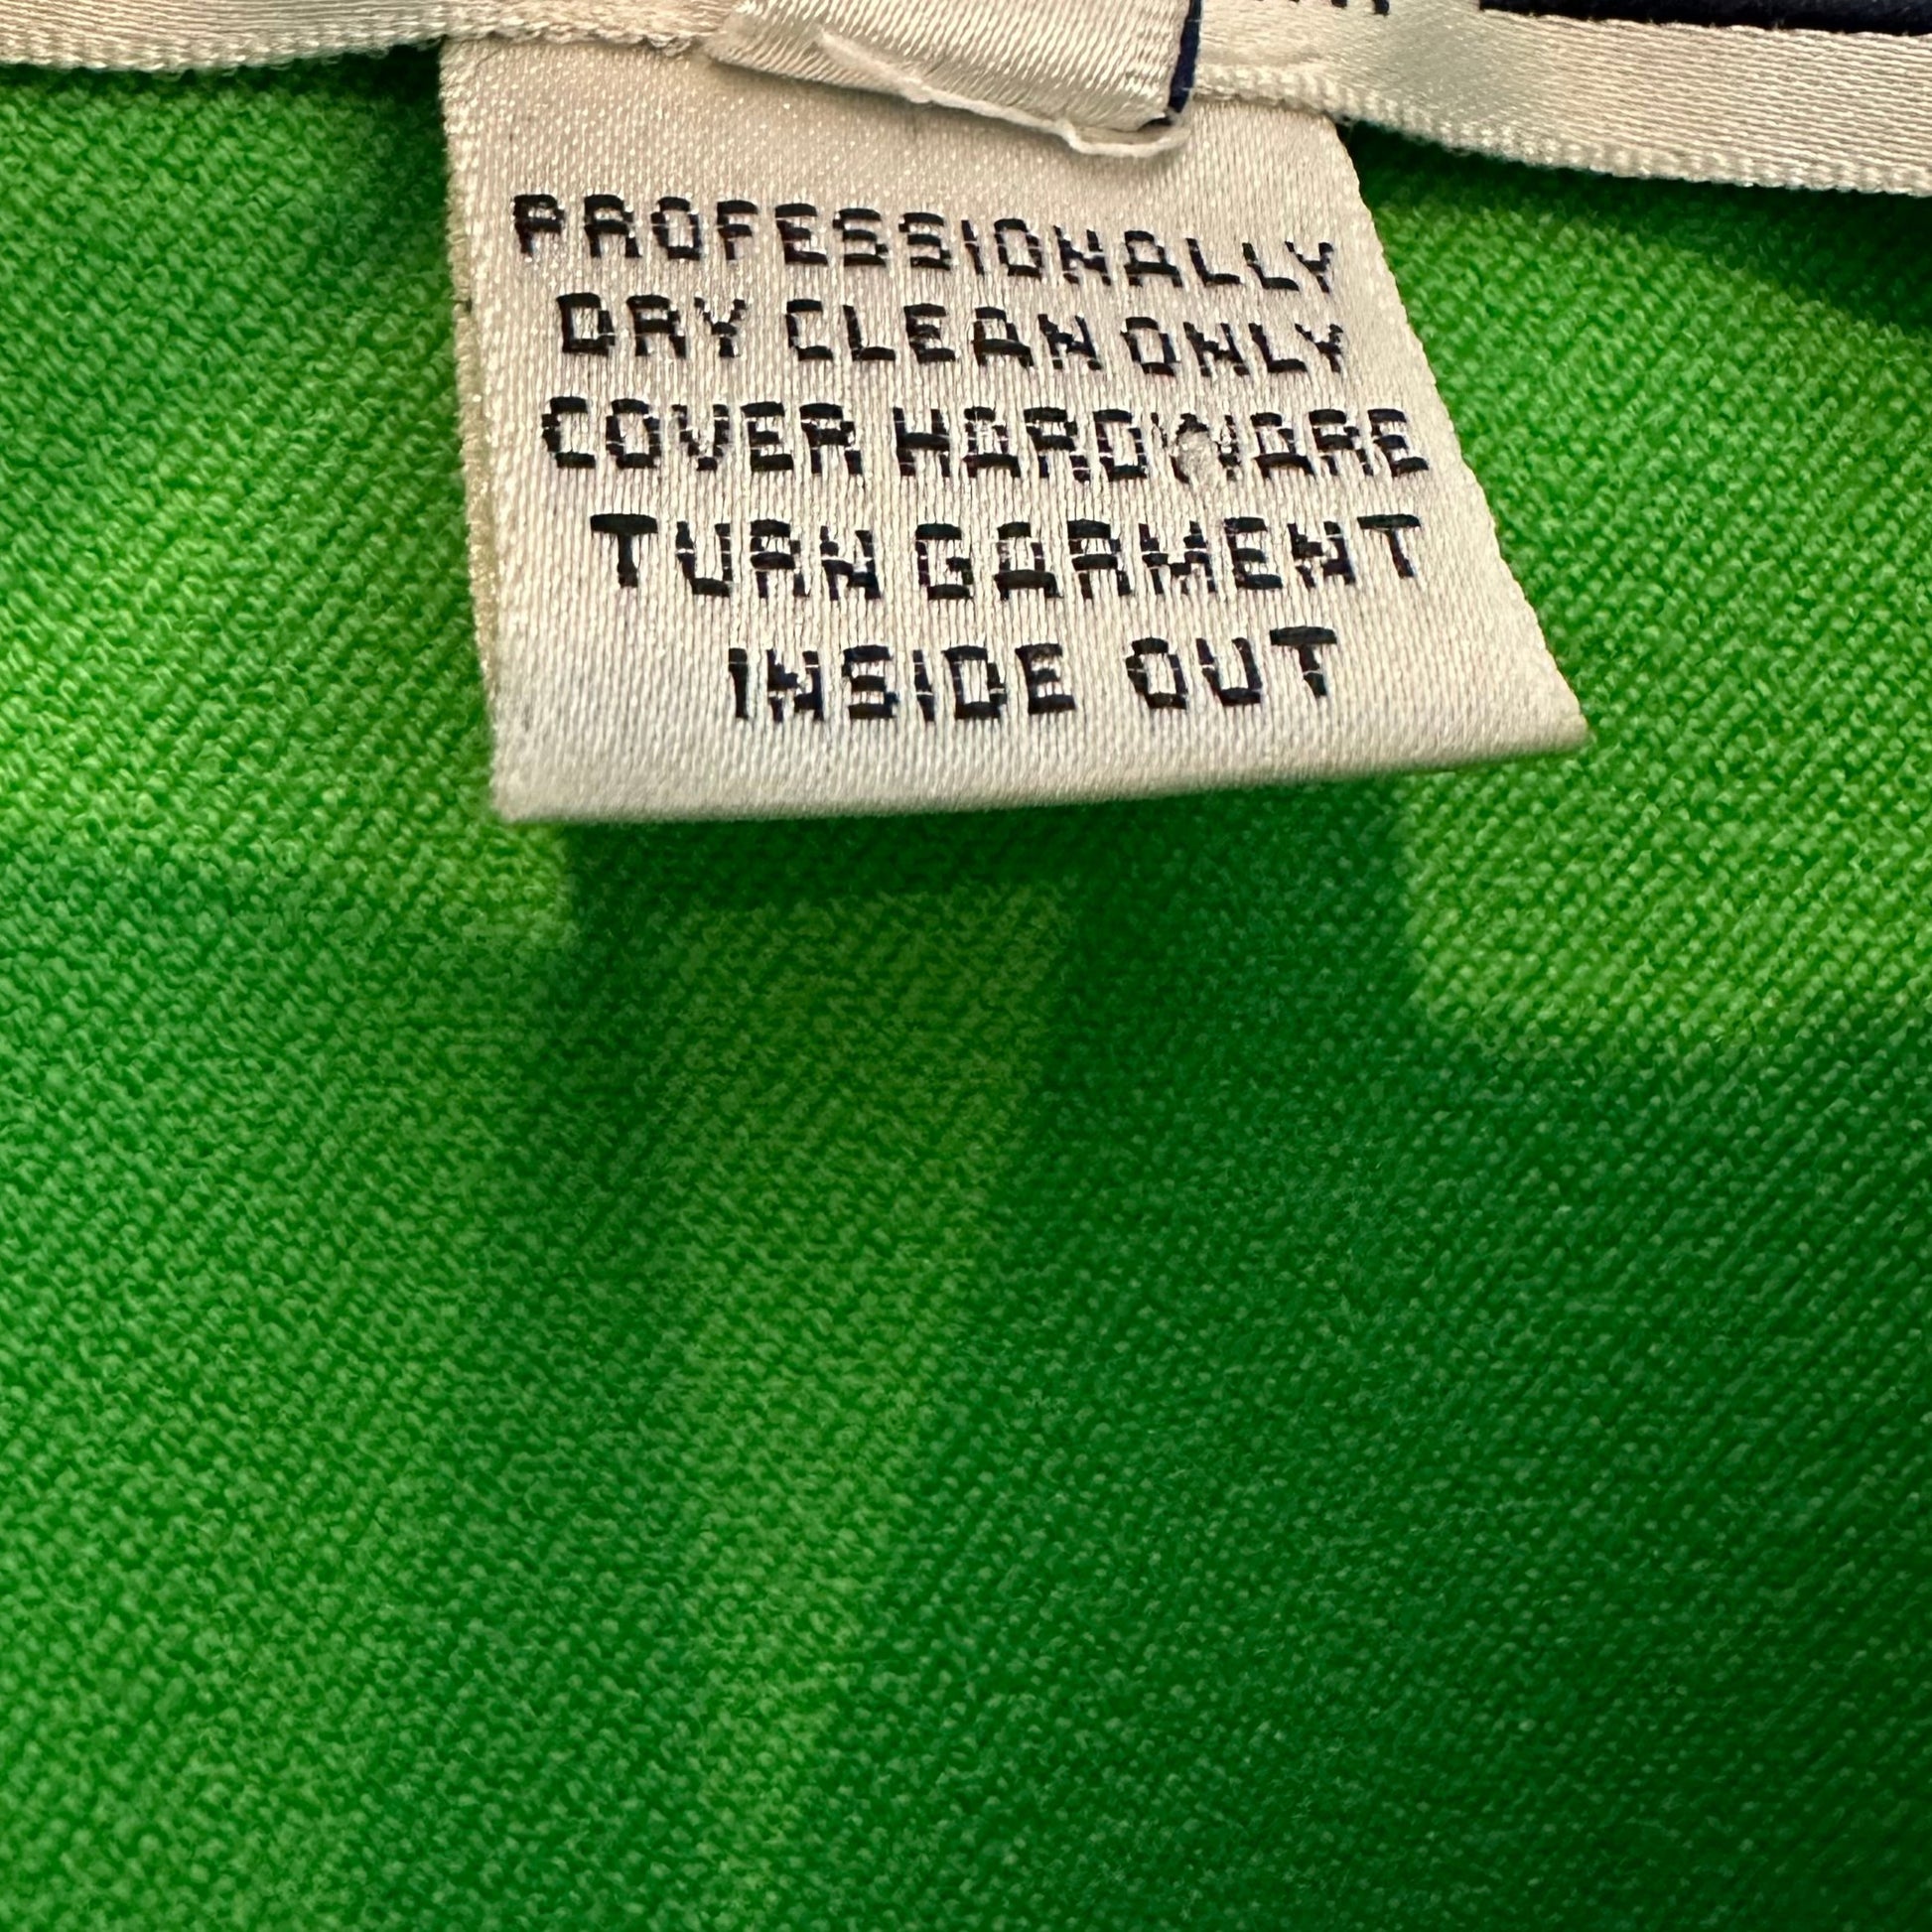 PROFESSIONALLY
DRY CLEAN ONLY
COVER HARDWARE
TURN GARMENT
INSIDE OUT